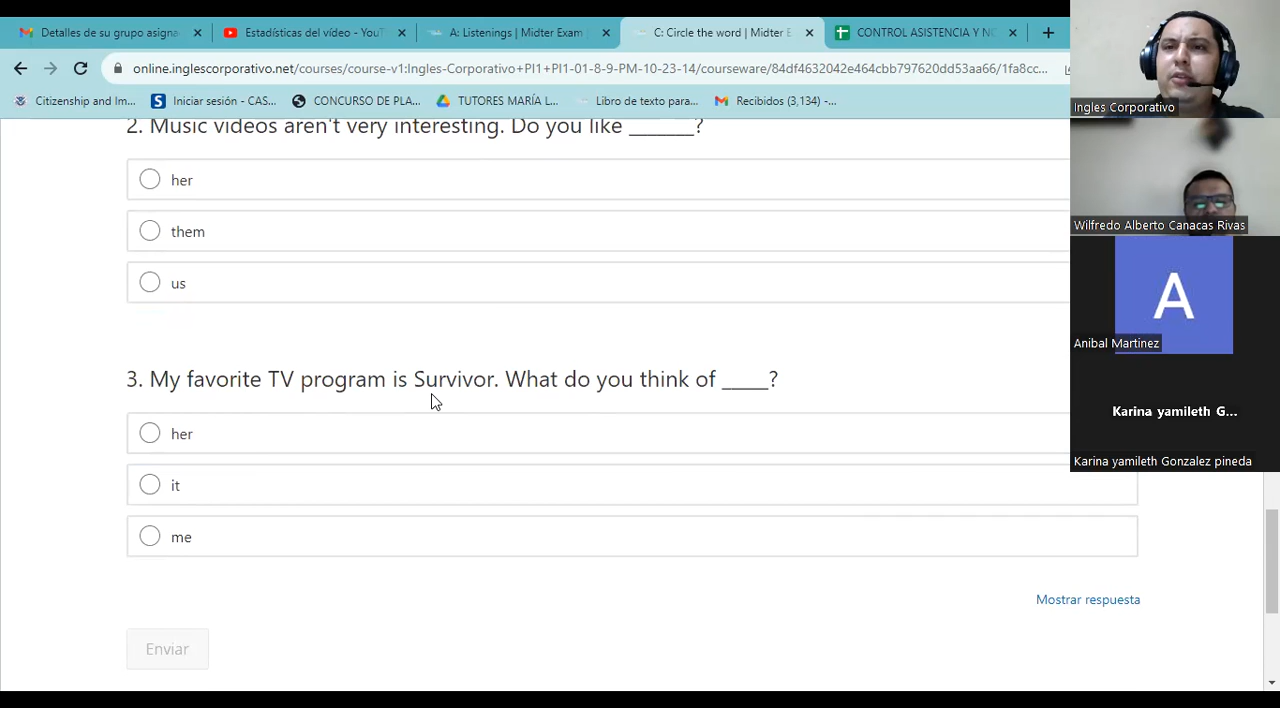 Detalles de su grupo asigna
Estadísticas del vídeo - YouT
A: Listenings | Midter Exam
C: Circle the word | Midter E
CONTROL ASISTENCIA Y NO
online.inglescorporativo.net/courses/course-v1:Ingles-Corporativo+PI1+PI1-01-8-9-PM-10-23-14/courseware/84df4632042e464cbb797620dd53aa66/1fa8cc...
Citizenship and Im...
Iniciar sesión - CAS...
CONCURSO DE PLA...
TUTORES MARÍA L...
Libro de texto para...
Recibidos (3,134) -...
2. Music videos aren't very interesting. Do you like _______?
her
them
us
3. My favorite TV program is Survivor. What do you think of _____?
her
it
me
Mostrar respuesta
Enviar
Ingles Corporativo
Wilfredo Alberto Canacas Rivas
A
Anibal Martinez
Karina yamileth G...
Karina yamileth Gonzalez pineda